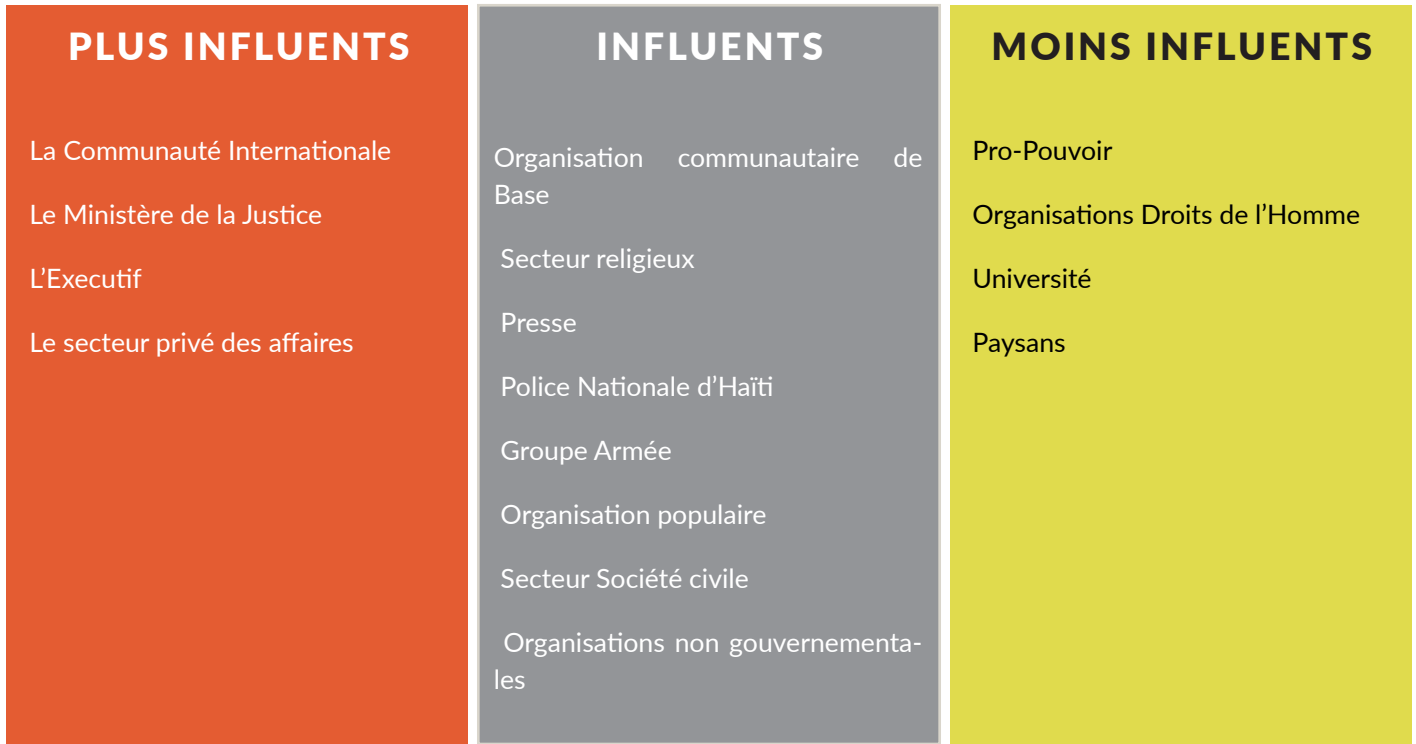 PLUS INFLUENTS
La Communauté Internationale
Le Ministère de la Justice
L’Executif
Le secteur privé des affaires
INFLUENTS
Organisation communautaire de
Base
Secteur religieux
Presse
Police Nationale d’Haïti
Groupe Armée
Organisation populaire
Secteur Société civile
Organisations non gouvernementa-
les
MOINS INFLUENTS
Pro-Pouvoir
Organisations Droits de l’Homme
Université
Paysans